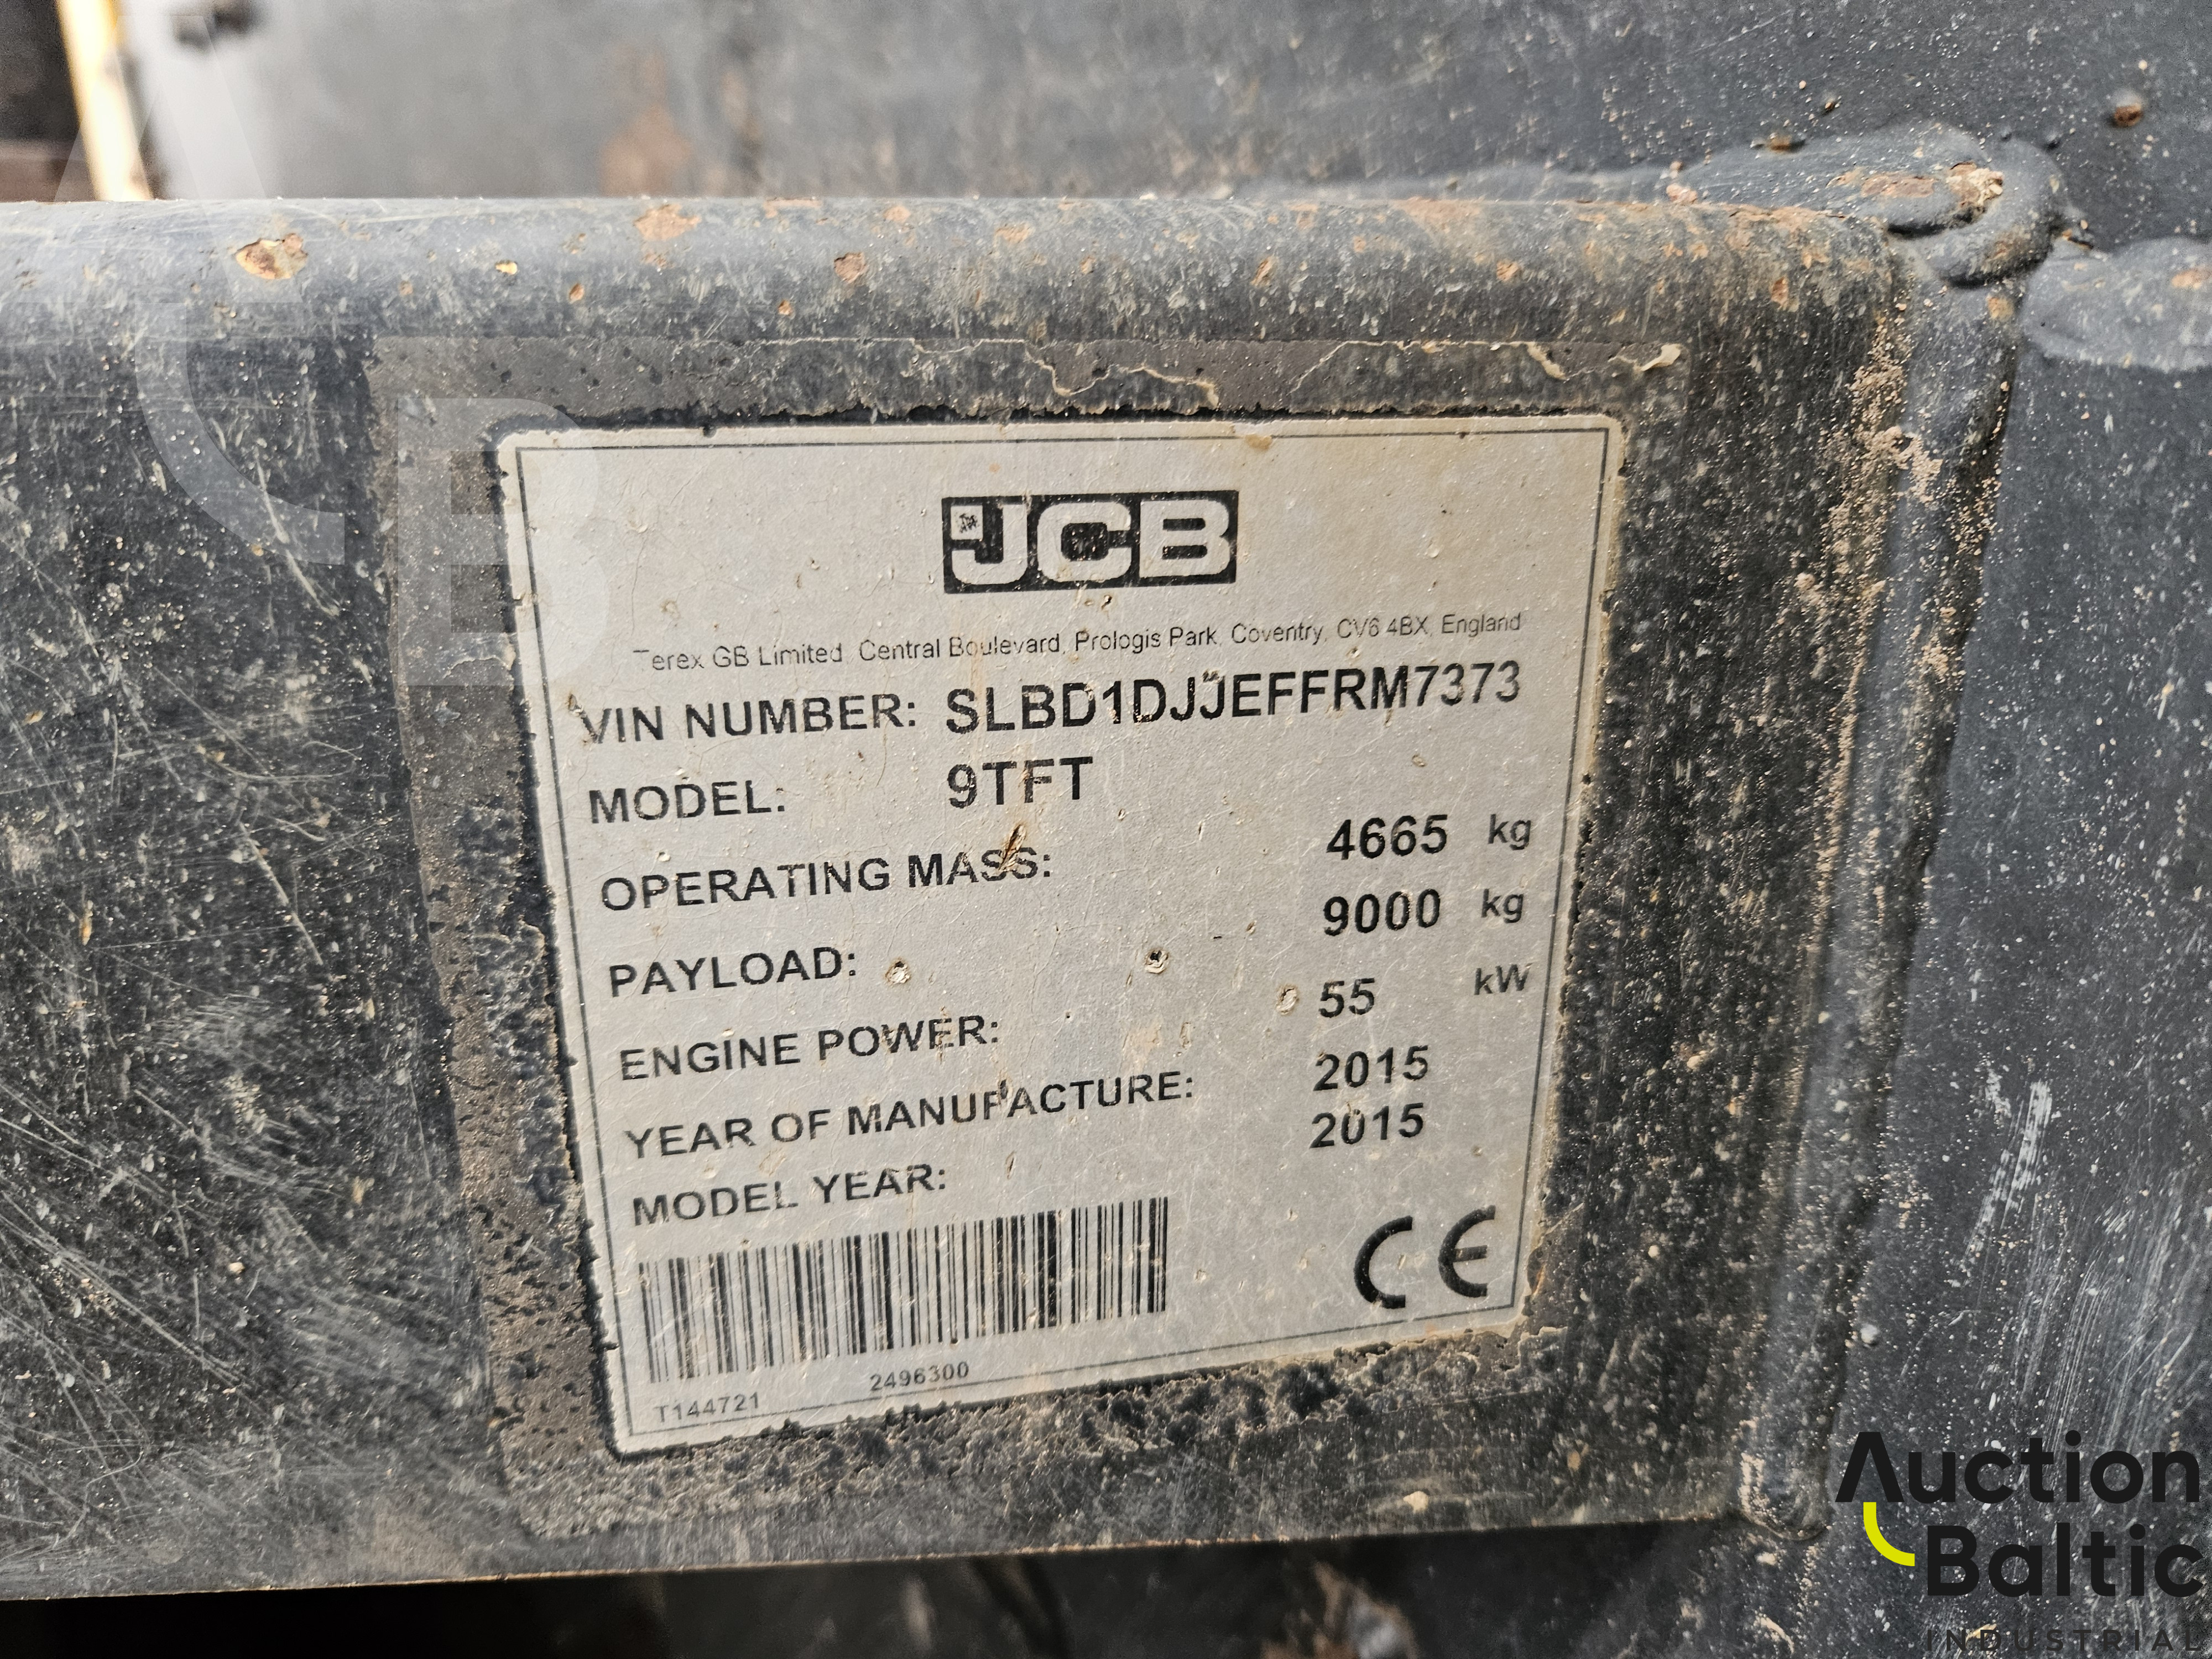 JCB
Terex GB Limited, Central Boulevard, Prologis Park, Coventry, CV6 4BX, England
VIN NUMBER: SLBD1DJJEFFRM7373
MODEL: 9TFT
OPERATING MASS: 4665 kg
PAYLOAD: 9000 kg
ENGINE POWER: 55 kW
YEAR OF MANUFACTURE: 2015
MODEL YEAR: 2015
CE
T144721 2496300
Auction
Baltic
INDUSTRIAL